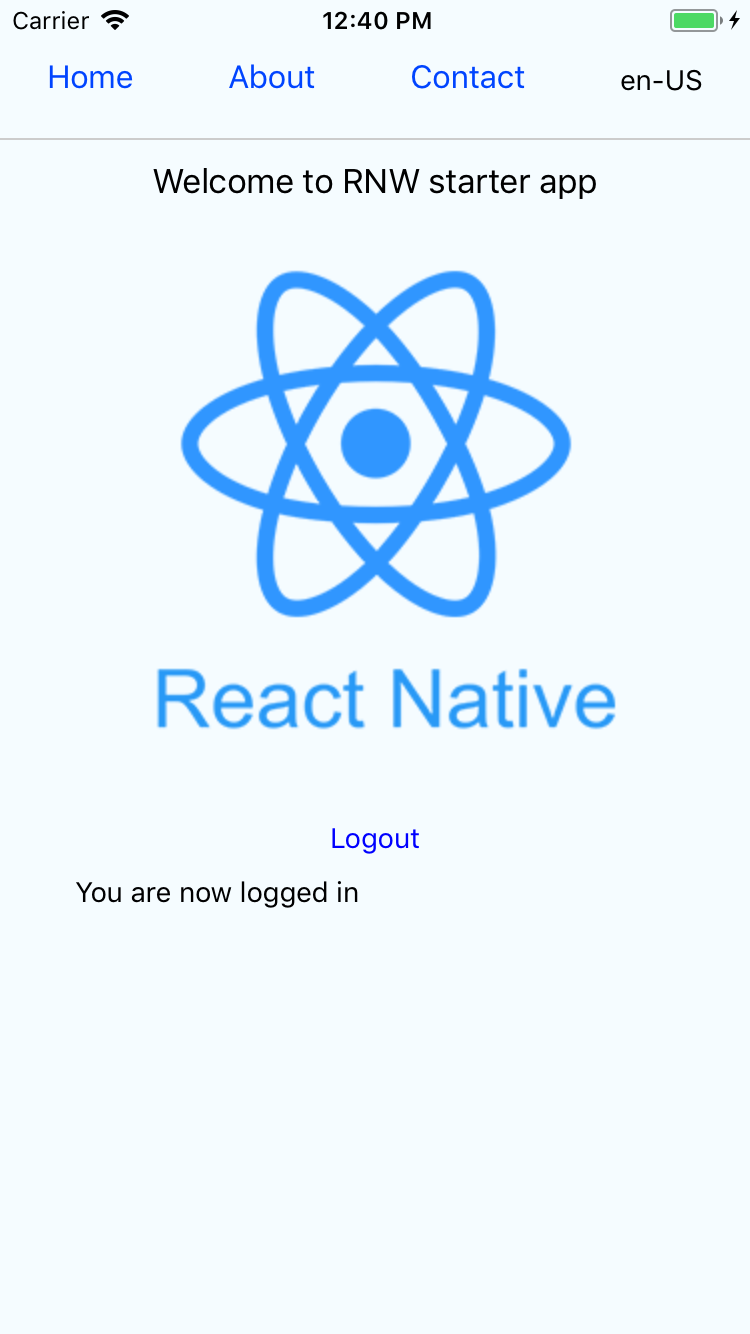 Carrier 12:40 PM
Home About Contact en-US
Welcome to RNW starter app
React Native
Logout
You are now logged in